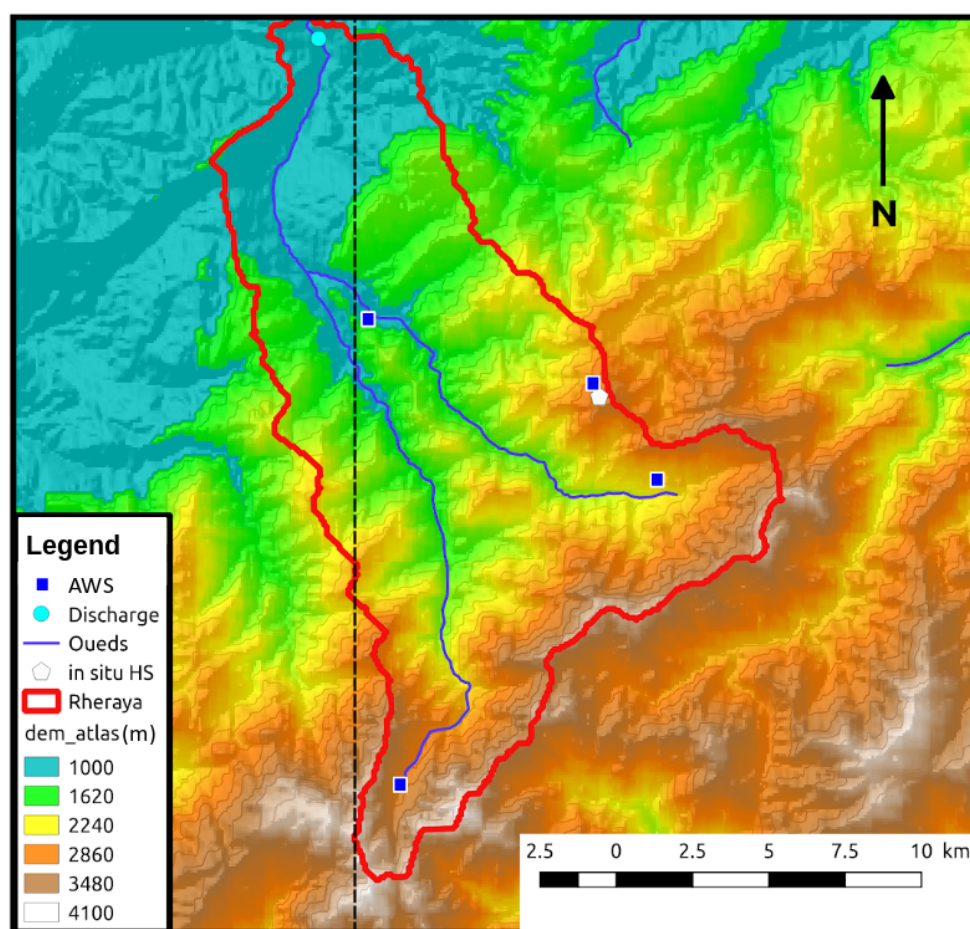 N
Legend
AWS
Discharge
Oueds
in situ HS
Rheraya
dem_atlas(m)
1000
1620
2240
2860
3480
4100
2.5 0 2.5 5 7.5 10 km